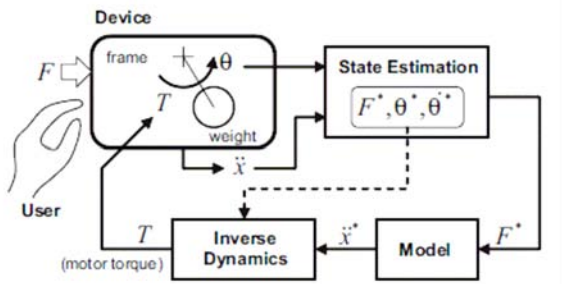 Device
frame
θ
F
T
weight
ẍ
User
State Estimation
F*, θ*, θ̇*
T
(motor torque)
Inverse
Dynamics
ẍ*
Model
F*